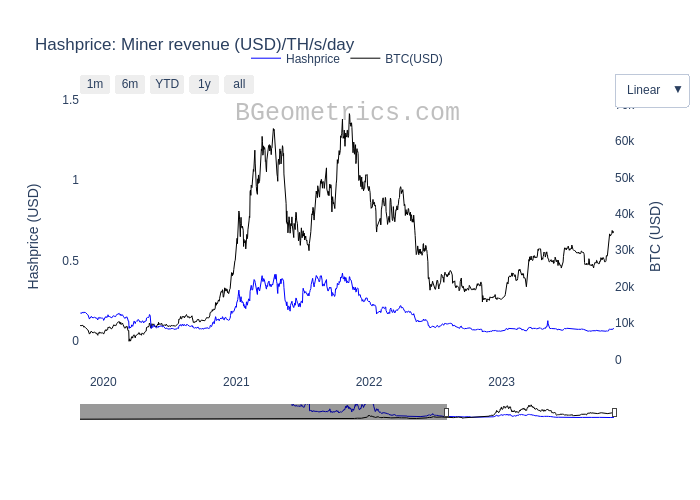 Hashprice: Miner revenue (USD)/TH/s/day
Hashprice BTC(USD)
1m 6m YTD 1y all
Linear ▼
BGeometrics.com
1.5
1
0.5
0
Hashprice (USD)
60k
50k
40k
30k
20k
10k
0
BTC (USD)
2020 2021 2022 2023